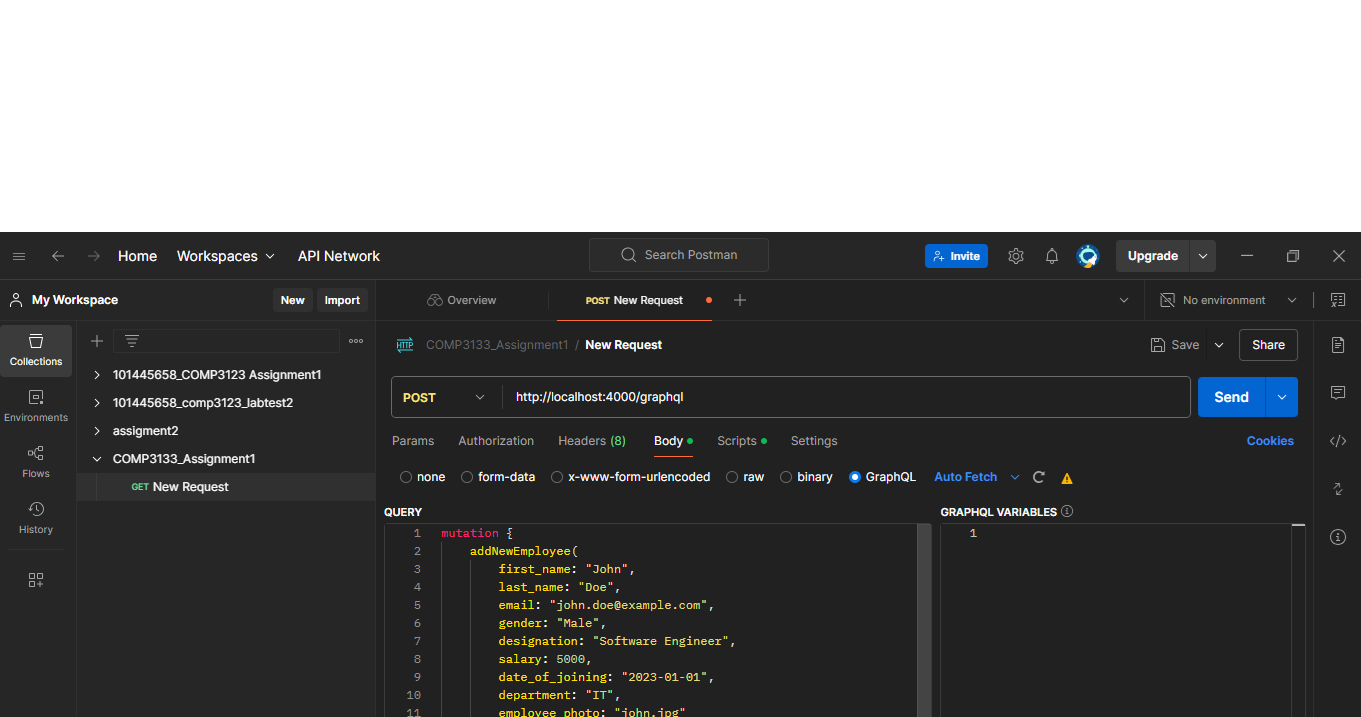 Home Workspaces API Network Search Postman Invite Upgrade
My Workspace New Import Overview POST New Request No environment
Collections
Environments
Flows
History
101445658_COMP3123 Assignment1
101445658_comp3123_labtest2
assigment2
COMP3133_Assignment1
GET New Request
HTTP COMP3133_Assignment1 / New Request Save Share
POST http://localhost:4000/graphql Send
Params Authorization Headers (8) Body Scripts Settings Cookies
none form-data x-www-form-urlencoded raw binary GraphQL Auto Fetch
QUERY GRAPHQL VARIABLES
1 mutation { 1
2 addNewEmployee(
3 first_name: "John",
4 last_name: "Doe",
5 email: "john.doe@example.com",
6 gender: "Male",
7 designation: "Software Engineer",
8 salary: 5000,
9 date_of_joining: "2023-01-01",
10 department: "IT",
11 employee_photo: "john.jpg"